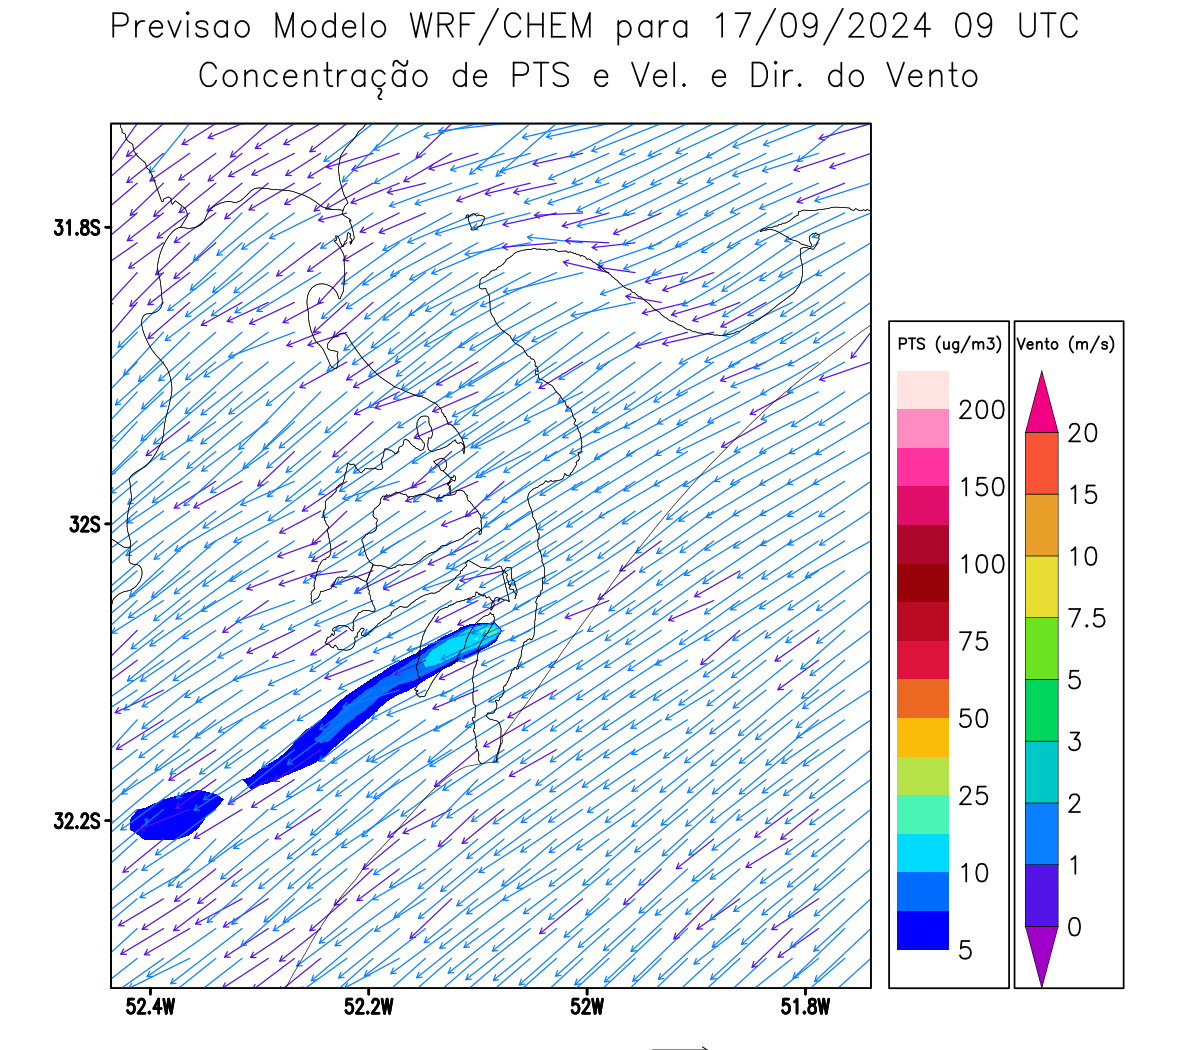 Previsao Modelo WRF/CHEM para 17/09/2024 09 UTC
Concentração de PTS e Vel. e Dir. do Vento
31.8S
32S
32.2S
52.4W
52.2W
52W
51.8W
PTS (ug/m3)
200
150
100
75
50
25
10
5
Vento (m/s)
20
15
10
7.5
5
3
2
1
0